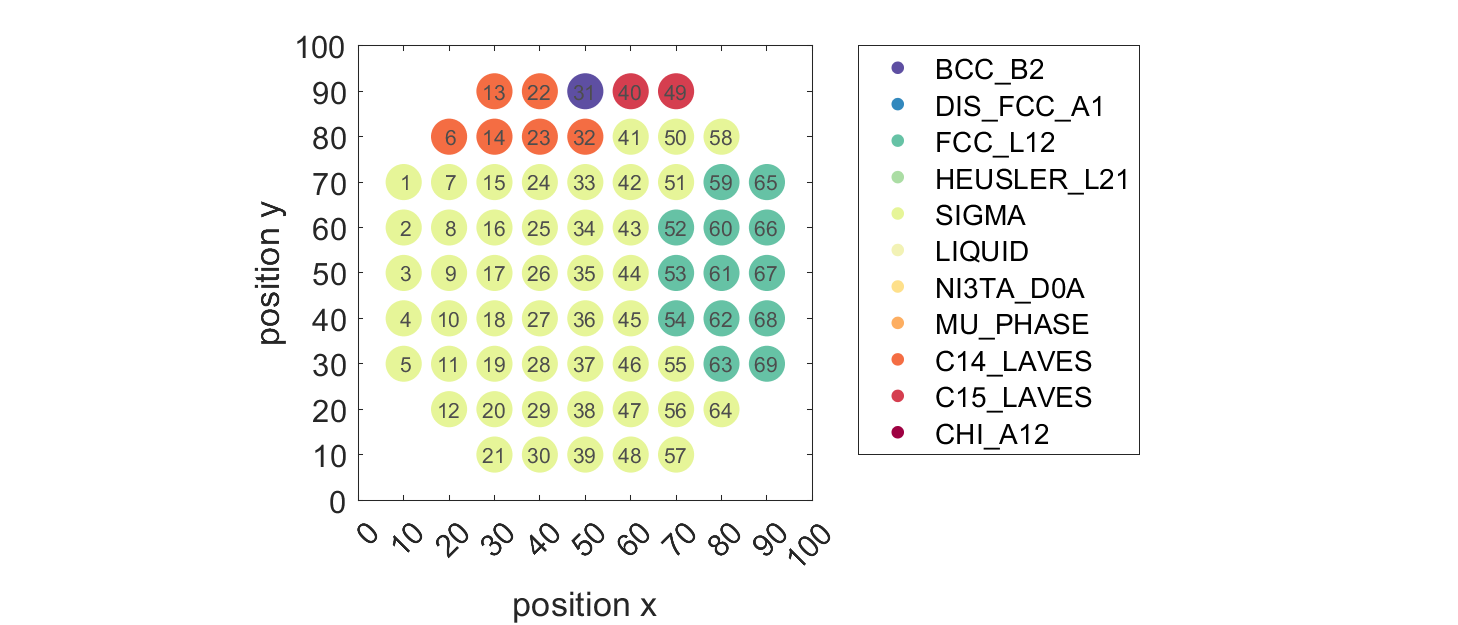 100
90
80
70
60
50
40
30
20
10
0
13 22 31 40 49
6 14 23 32 41 50 58
1 7 15 24 33 42 51 59 65
2 8 16 25 34 43 52 60 66
3 9 17 26 35 44 53 61 67
4 10 18 27 36 45 54 62 68
5 11 19 28 37 46 55 63 69
12 20 29 38 47 56 64
21 30 39 48 57
0 10 20 30 40 50 60 70 80 90 100
position x
position y
BCC_B2
DIS_FCC_A1
FCC_L12
HEUSLER_L21
SIGMA
LIQUID
NI3TA_D0A
MU_PHASE
C14_LAVES
C15_LAVES
CHI_A12